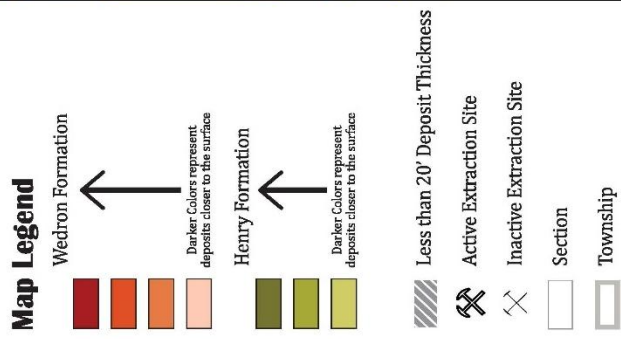 Map Legend
Wedron Formation
Darker Colors represent
deposits closer to the surface
Henry Formation
Darker Colors represent
deposits closer to the surface
Less than 20' Deposit Thickness
Active Extraction Site
Inactive Extraction Site
Section
Township